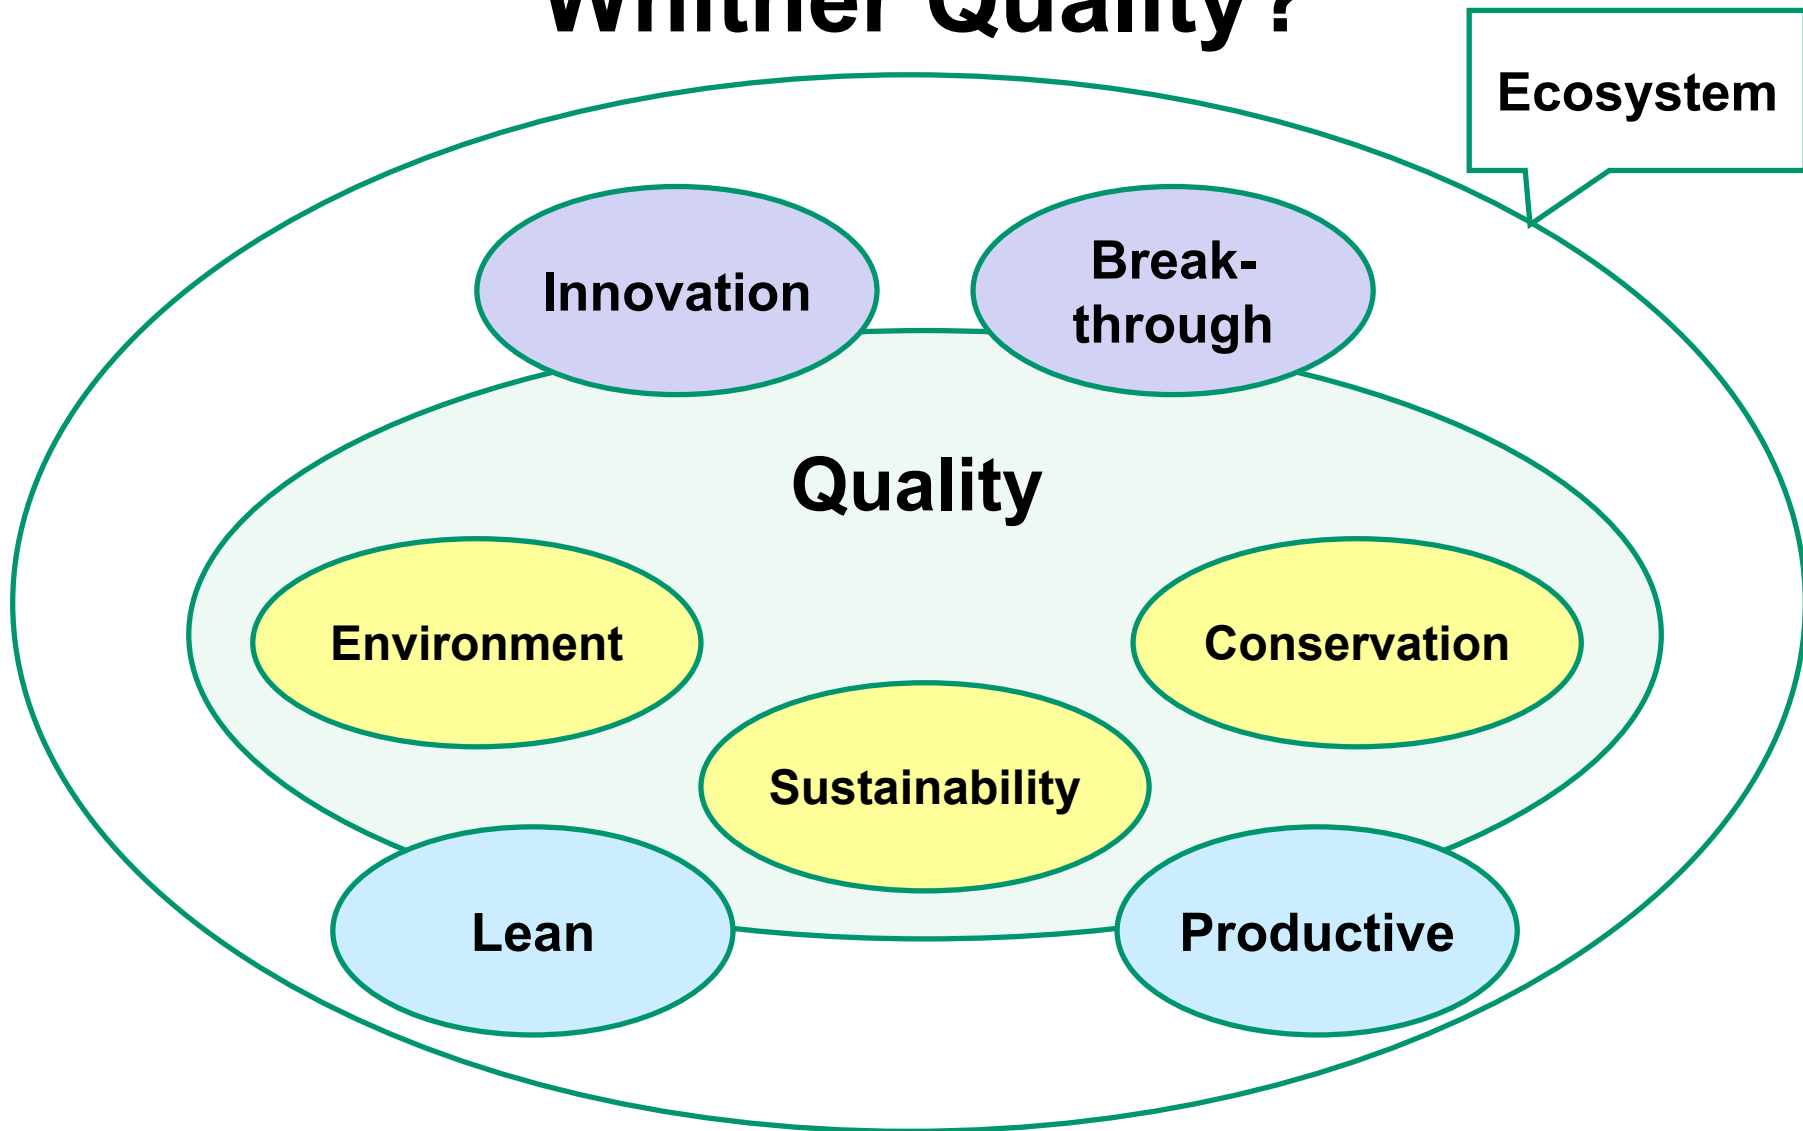 Whither Quality?
Ecosystem
Innovation
Break-
through
Quality
Environment
Conservation
Sustainability
Lean
Productive